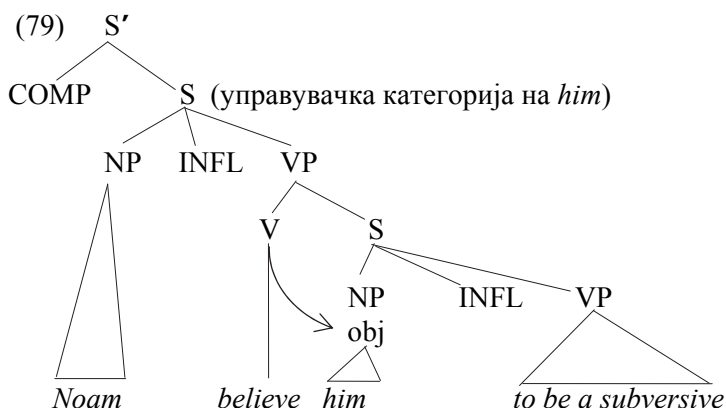 (79) S′
COMP S (управувачка категорија на him)
NP INFL VP
V S
NP INFL VP
obj
Noam believe him to be a subversive